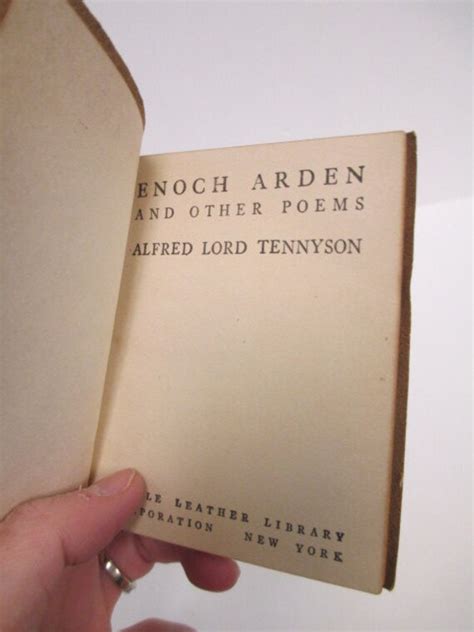 ENOCH ARDEN
AND OTHER POEMS
ALFRED LORD TENNYSON
LEATHER LIBRARY
NEW YORK